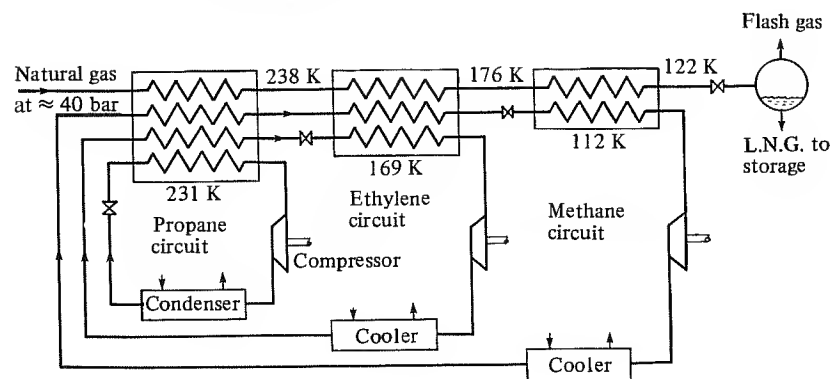 Flash gas
Natural gas
at ≈ 40 bar
238 K
176 K
122 K
231 K
169 K
112 K
L.N.G. to
storage
Propane
circuit
Ethylene
circuit
Methane
circuit
Compressor
Condenser
Cooler
Cooler